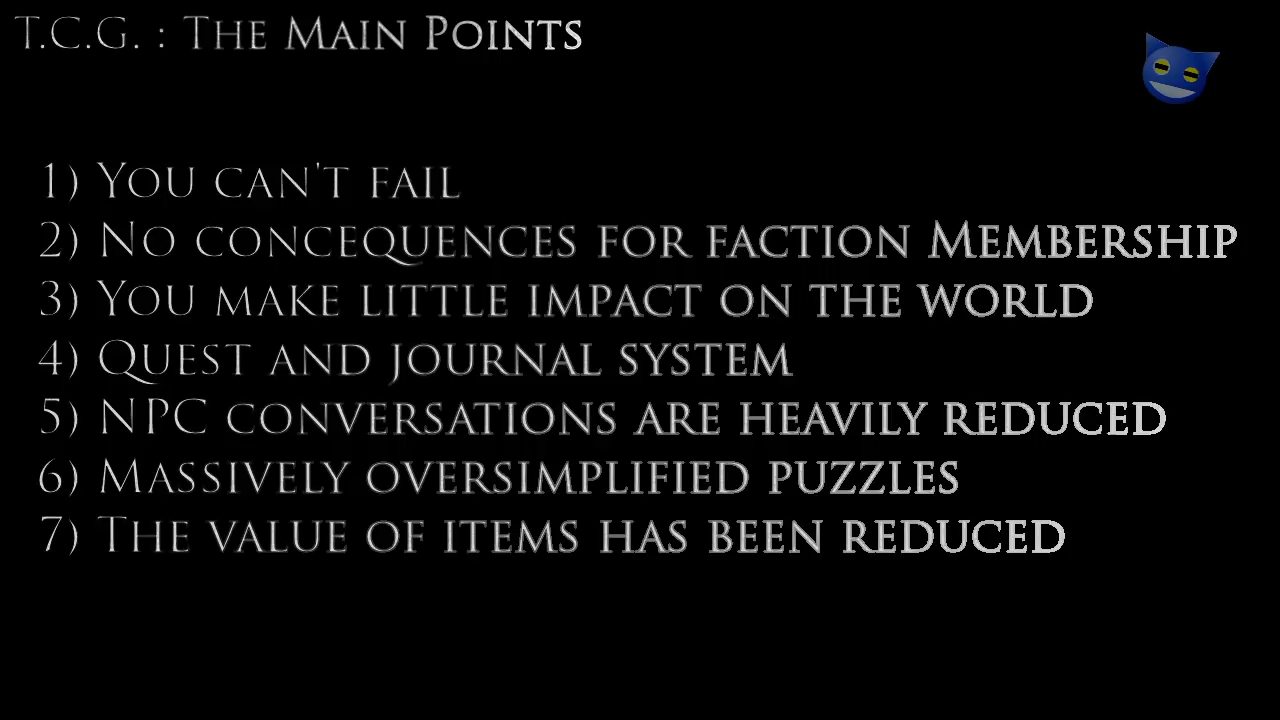 T.C.G. : The Main Points
1) You can't fail
2) No concequences for faction Membership
3) You make little impact on the world
4) Quest and journal system
5) NPC conversations are heavily reduced
6) Massively oversimplified puzzles
7) The value of items has been reduced